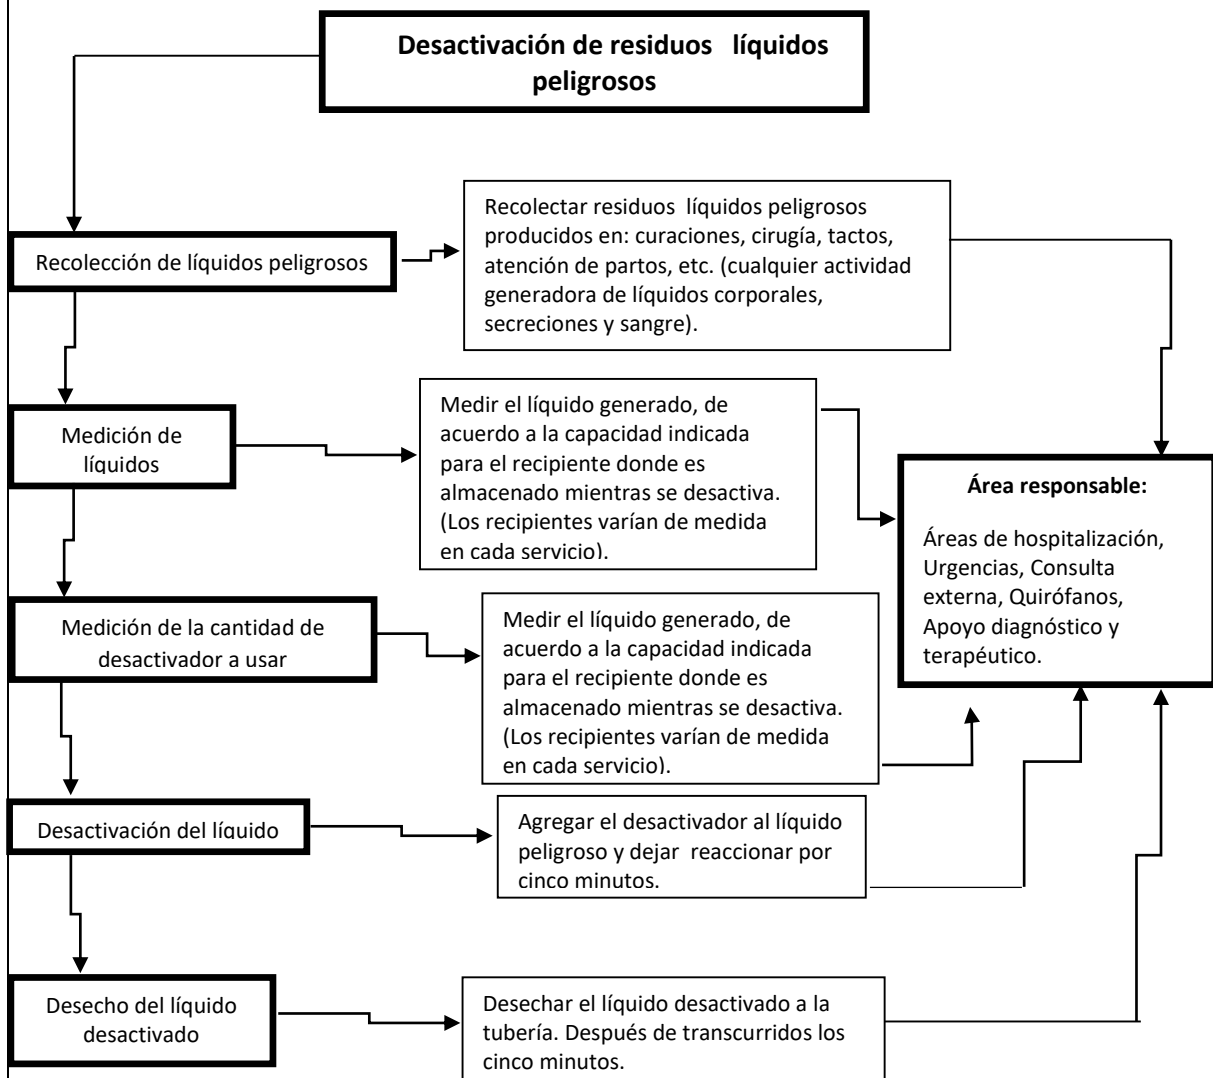 Desactivación de residuos líquidos
peligrosos
Recolección de líquidos peligrosos
Recolectar residuos líquidos peligrosos
producidos en: curaciones, cirugía, tactos,
atención de partos, etc. (cualquier actividad
generadora de líquidos corporales,
secreciones y sangre).
Medición de
líquidos
Medir el líquido generado, de
acuerdo a la capacidad indicada
para el recipiente donde es
almacenado mientras se desactiva.
(Los recipientes varían de medida
en cada servicio).
Área responsable:
Áreas de hospitalización,
Urgencias, Consulta
externa, Quirófanos,
Apoyo diagnóstico y
terapéutico.
Medición de la cantidad de
desactivador a usar
Medir el líquido generado, de
acuerdo a la capacidad indicada
para el recipiente donde es
almacenado mientras se desactiva.
(Los recipientes varían de medida
en cada servicio).
Desactivación del líquido
Agregar el desactivador al líquido
peligroso y dejar reaccionar por
cinco minutos.
Desecho del líquido
desactivado
Desechar el líquido desactivado a la
tubería. Después de transcurridos los
cinco minutos.